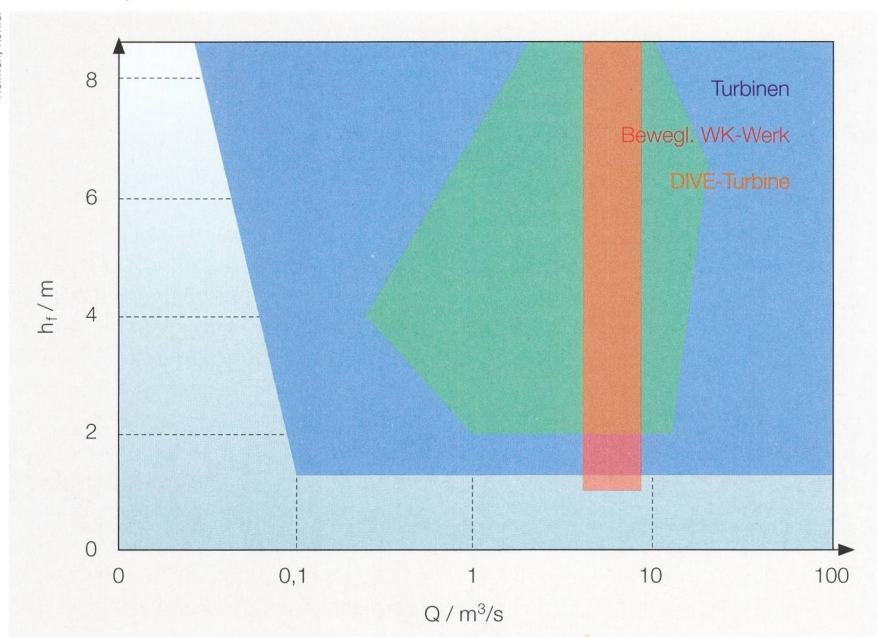 8
6
4
2
0
h_f / m
0
0,1
1
10
100
Q / m³/s
Turbinen
Bewegl. WK-Werk
DIVE-Turbine